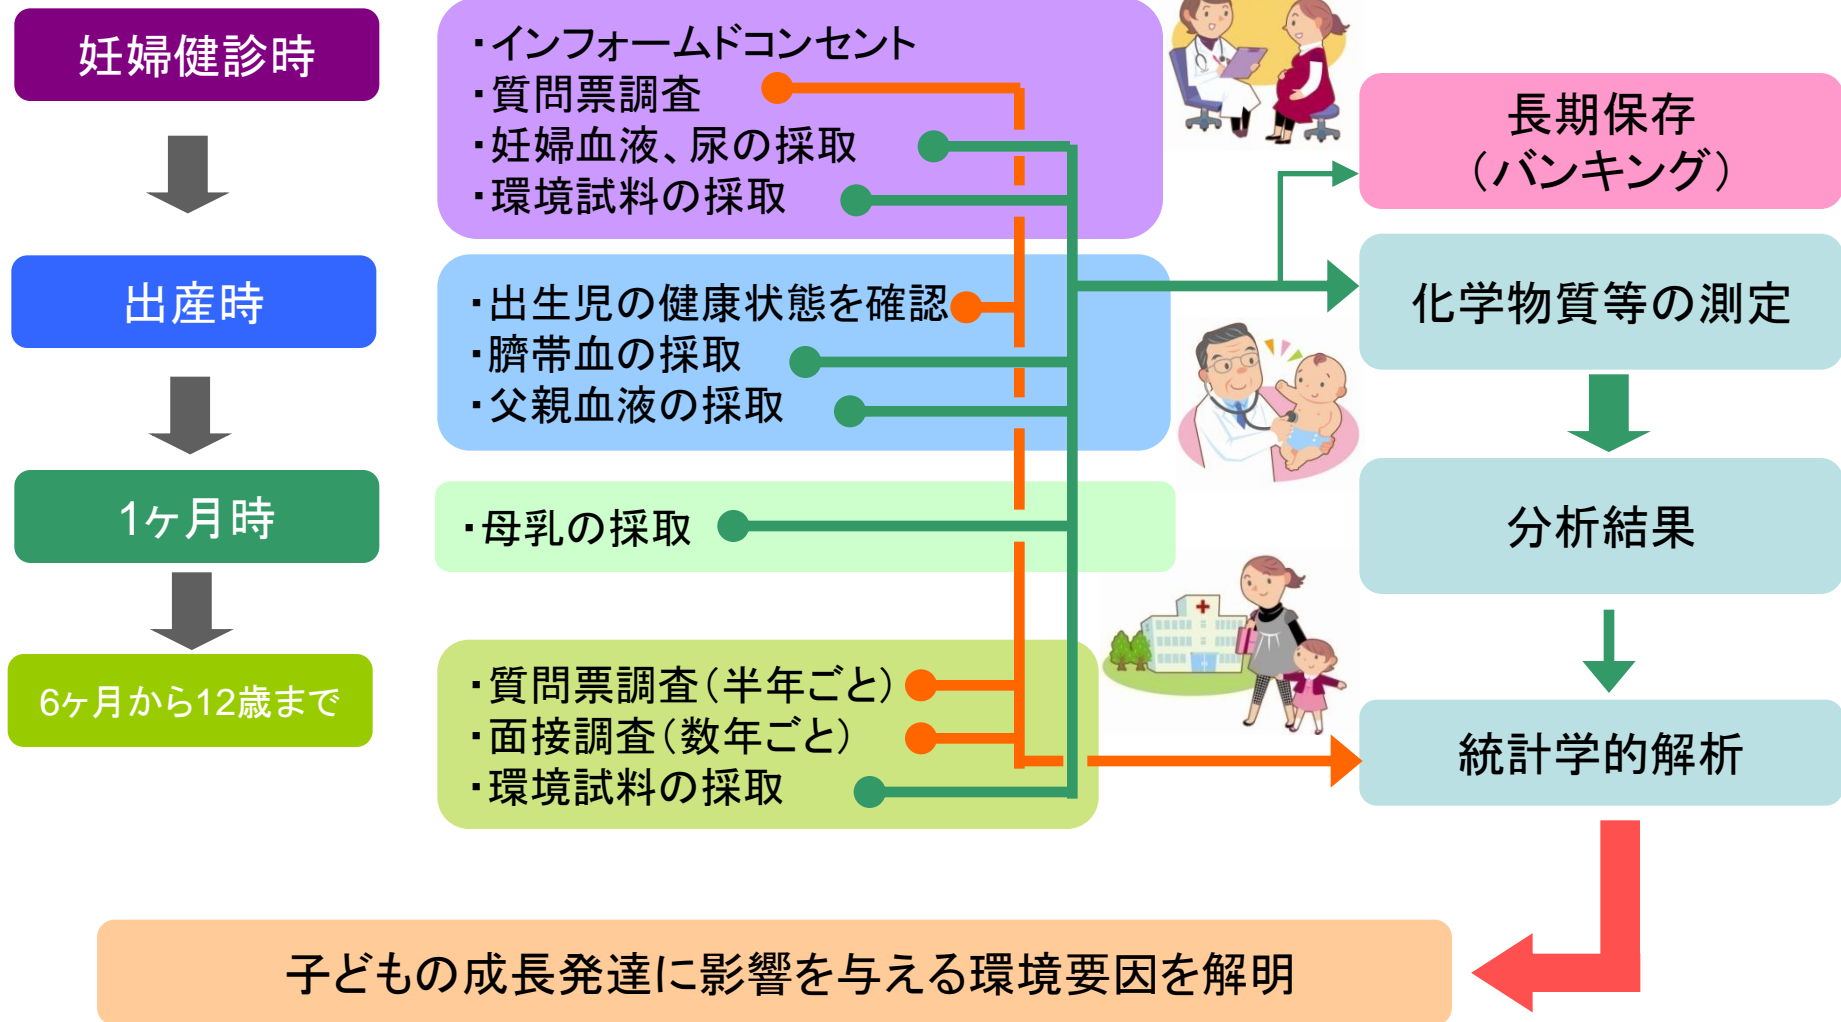 妊婦健診時
・インフォームドコンセント
・質問票調査
・妊婦血液、尿の採取
・環境試料の採取
長期保存
（バンキング）
出産時
・出生児の健康状態を確認
・臍帯血の採取
・父親血液の採取
化学物質等の測定
1ヶ月時
・母乳の採取
分析結果
6ヶ月から12歳まで
・質問票調査（半年ごと）
・面接調査（数年ごと）
・環境試料の採取
統計学的解析
子どもの成長発達に影響を与える環境要因を解明